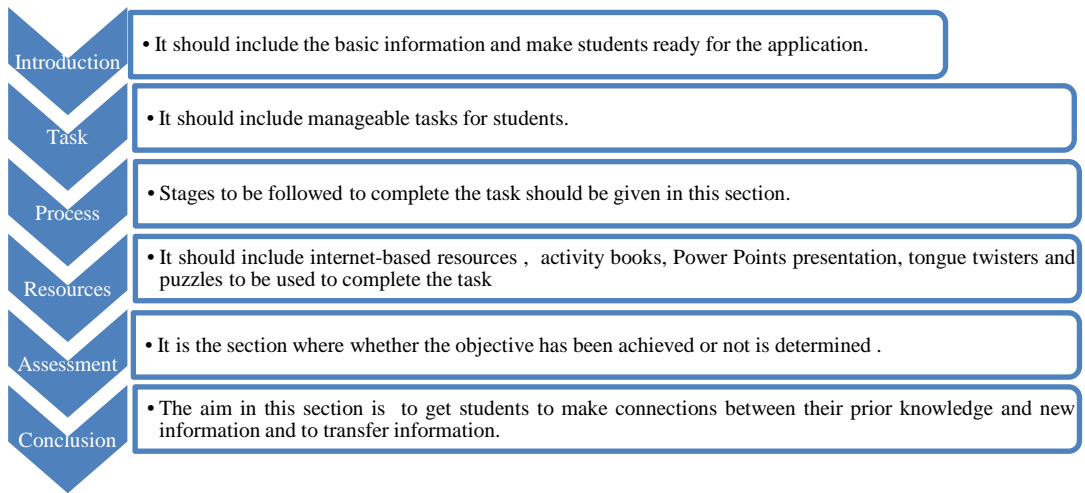 Introduction
• It should include the basic information and make students ready for the application.
Task
• It should include manageable tasks for students.
Process
• Stages to be followed to complete the task should be given in this section.
Resources
• It should include internet-based resources , activity books, Power Points presentation, tongue twisters and
puzzles to be used to complete the task
Assessment
• It is the section where whether the objective has been achieved or not is determined .
Conclusion
• The aim in this section is to get students to make connections between their prior knowledge and new
information and to transfer information.